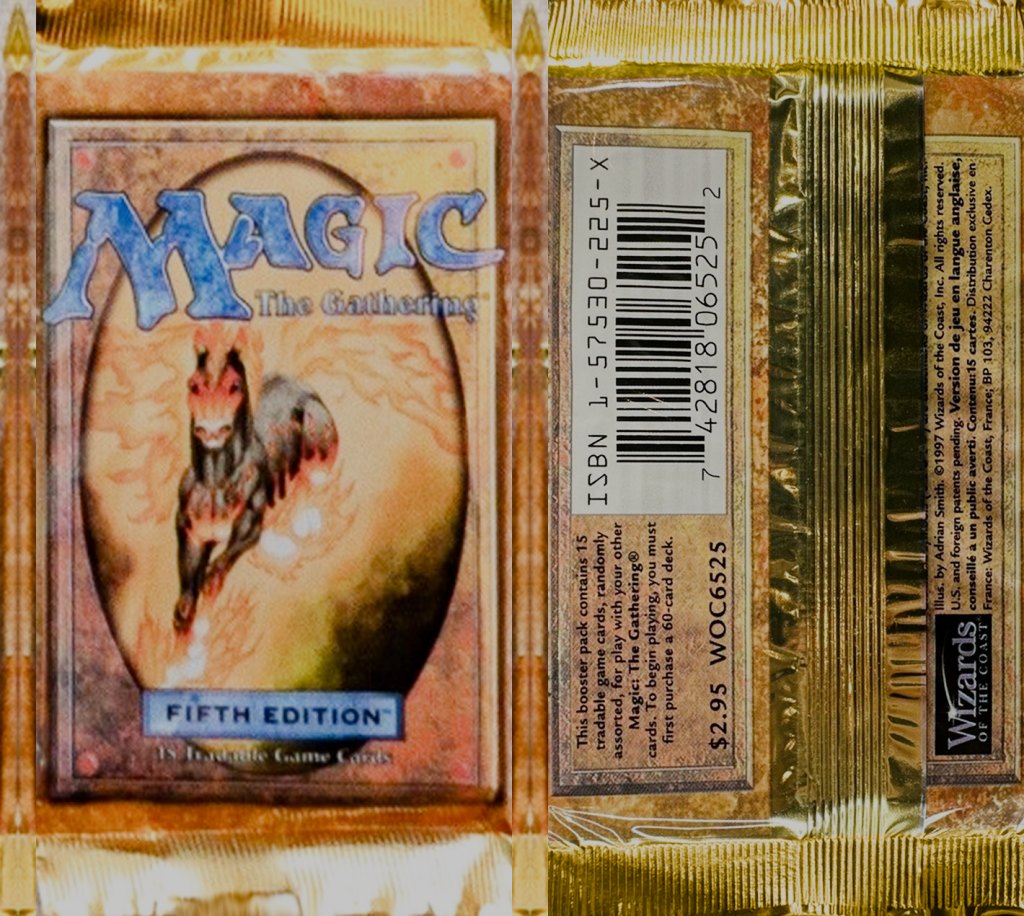 MAGIC
The Gathering
FIFTH EDITION™
15 Tradable Game Cards
ISBN 1-57530-225-X
7 42818 06525 2
This booster pack contains 15
tradable game cards, randomly
assorted, for play with your other
Magic: The Gathering®
cards. To begin playing, you must
first purchase a 60-card deck.
$2.95 WOC6525
Illus. by Adrian Smith. ©1997 Wizards of the Coast, Inc. All rights reserved.
U.S. and foreign patents pending. Version de jeu en langue anglaise,
conseillé à un public averti. Contenu:15 cartes. Distribution exclusive en
France: Wizards of the Coast, France; BP 103, 94222 Charenton Cedex.
Wizards
OF THE COAST